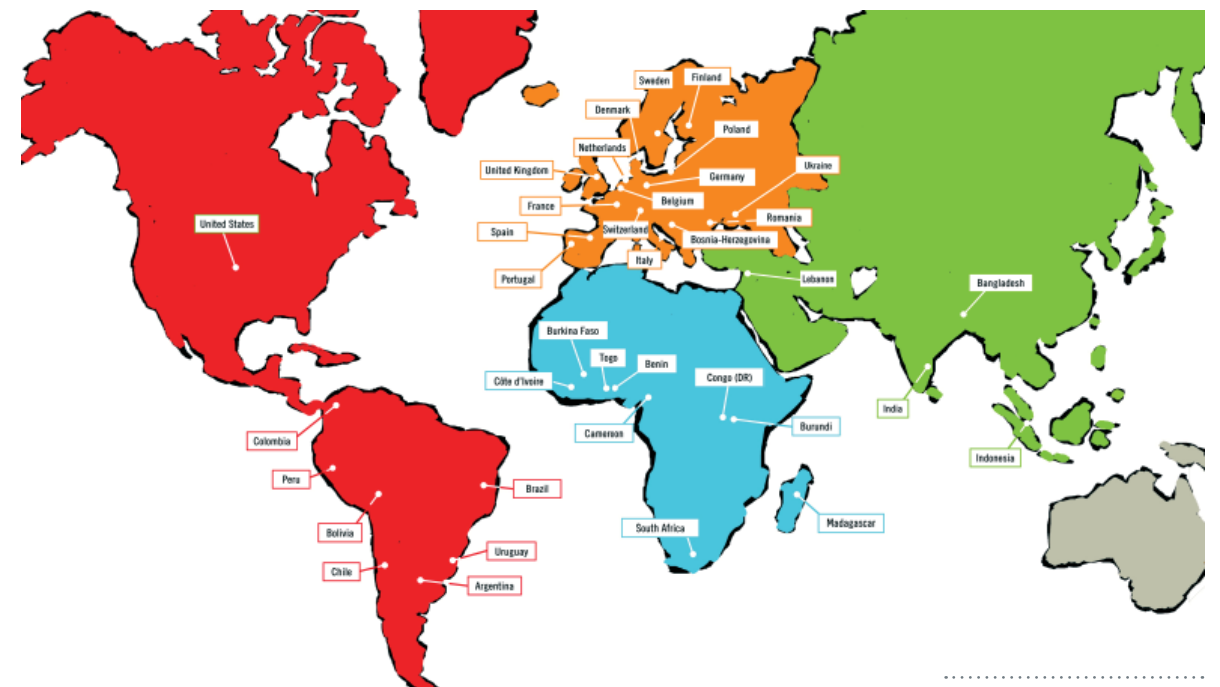 Sweden
Finland
Denmark
Poland
Netherlands
Ukraine
United Kingdom
Germany
Belgium
France
Romania
United States
Spain
Switzerland
Bosnia-Herzegovina
Italy
Portugal
Lebanon
Bangladesh
Burkina Faso
Togo
Benin
Côte d'Ivoire
Congo (DR)
India
Cameroon
Burundi
Colombia
Indonesia
Peru
Brazil
Madagascar
South Africa
Bolivia
Uruguay
Chile
Argentina